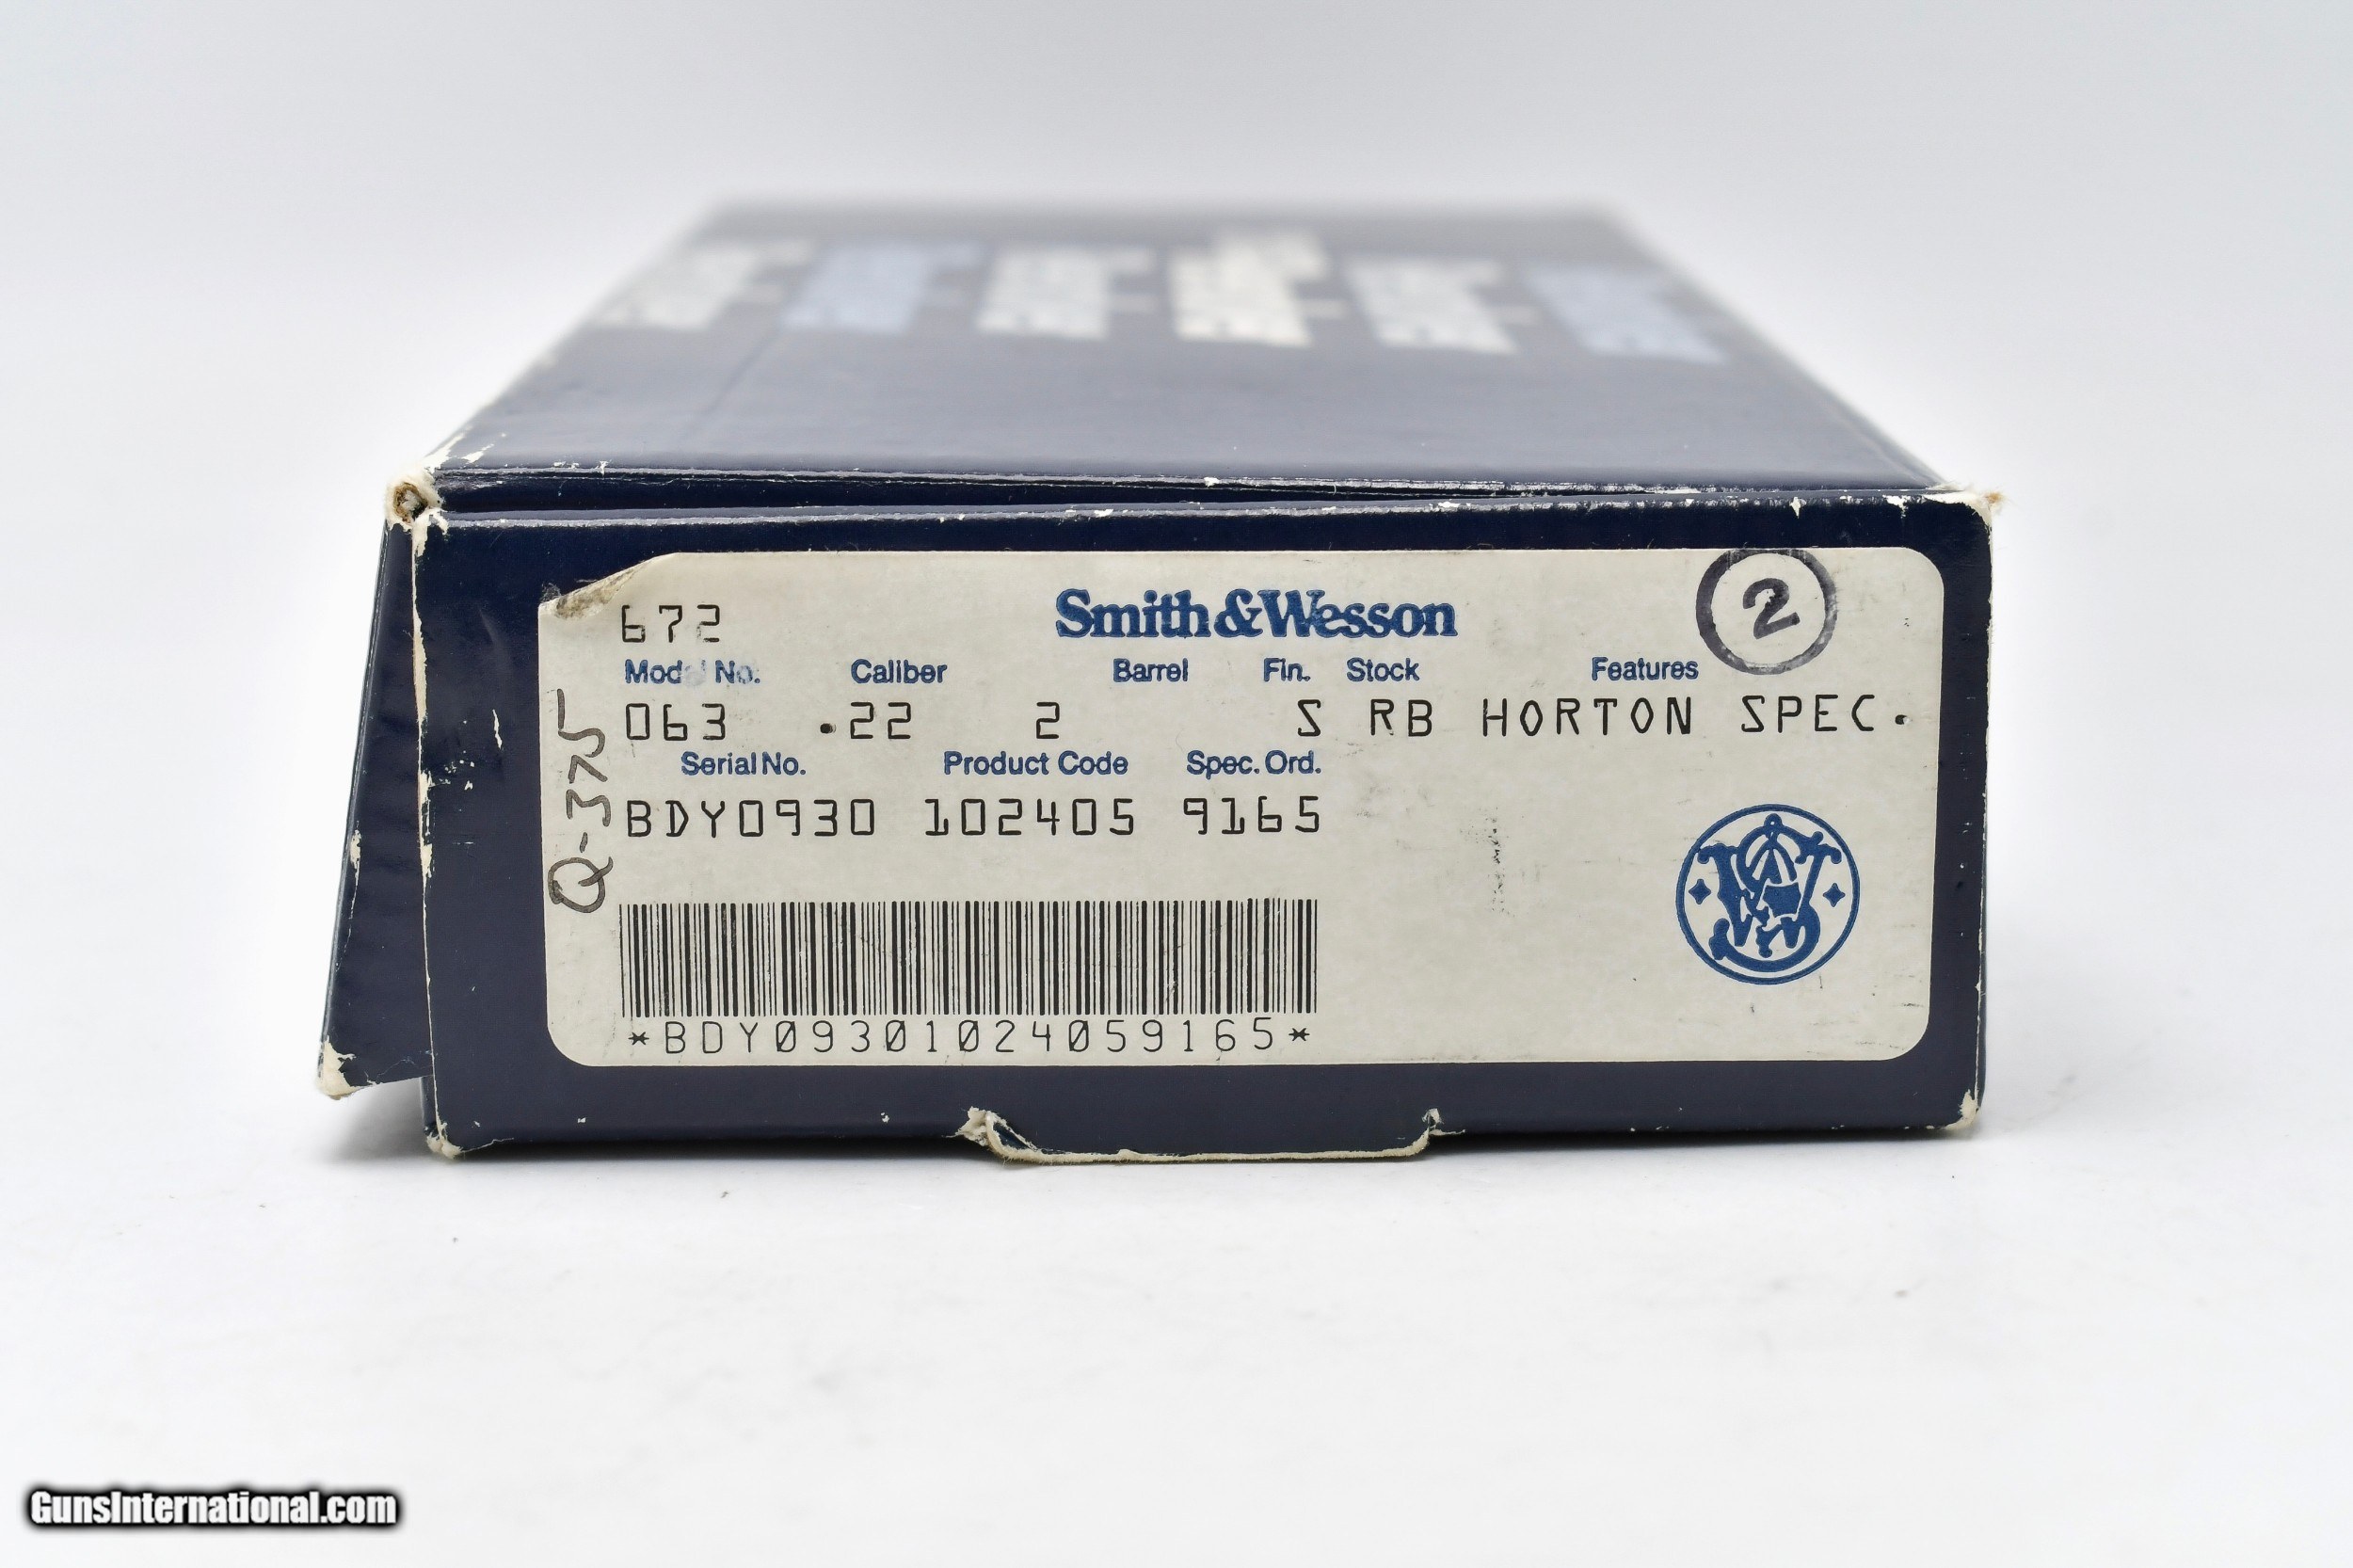 672
Smith & Wesson
2
Model No. Caliber Barrel Fin. Stock Features
063 .22 2 S RB HORTON SPEC.
Serial No. Product Code Spec. Ord.
BDY0930 102405 9165
Q-375
*BDY09301024059165*
GunsInternational.com